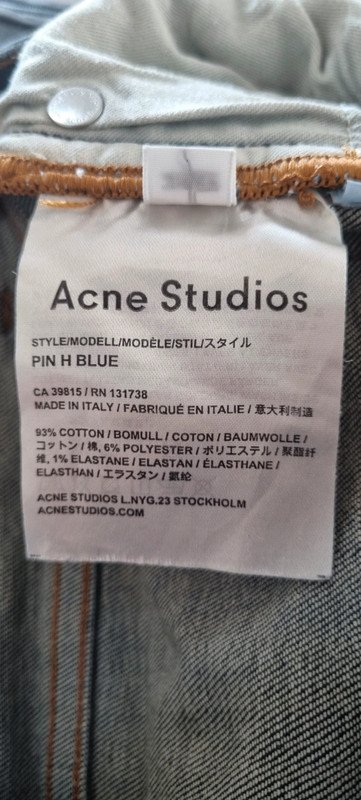 Acne Studios
STYLE/MODELL/MODÈLE/STIL/スタイル
PIN H BLUE
CA 39815 / RN 131738
MADE IN ITALY / FABRIQUÉ EN ITALIE / 意大利制造
93% COTTON / BOMULL / COTON / BAUMWOLLE /
コットン / 棉, 6% POLYESTER / ポリエステル / 聚酯纤
维, 1% ELASTANE / ELASTAN / ÉLASTHANE /
ELASTHAN / エラスタン / 氨纶
ACNE STUDIOS L.NYG.23 STOCKHOLM
ACNESTUDIOS.COM